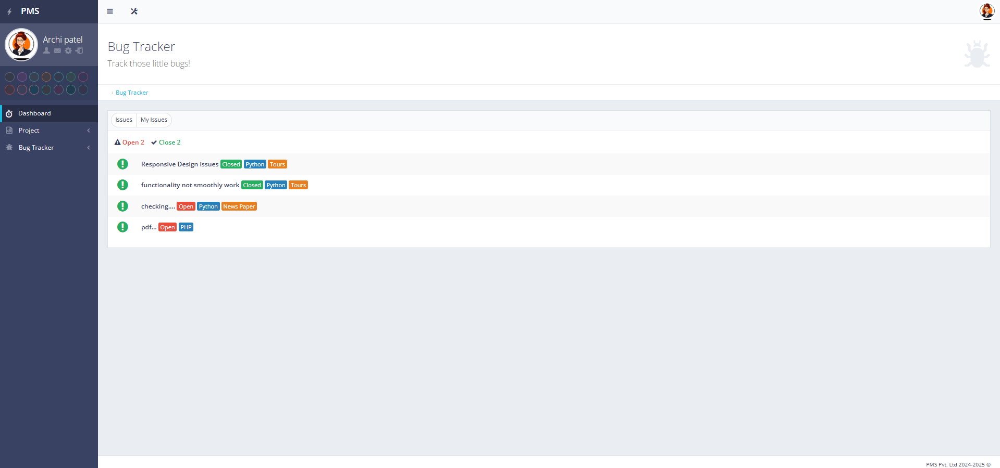 PMS
Archi patel
Dashboard
Project
Bug Tracker
Bug Tracker
Track those little bugs!
› Bug Tracker
Issues My Issues
Open 2 Close 2
Responsive Design issues Closed Python Tours
functionality not smoothly work Closed Python Tours
checking.... Open Python News Paper
pdf... Open PHP
PMS Pvt. Ltd 2024-2025 ©